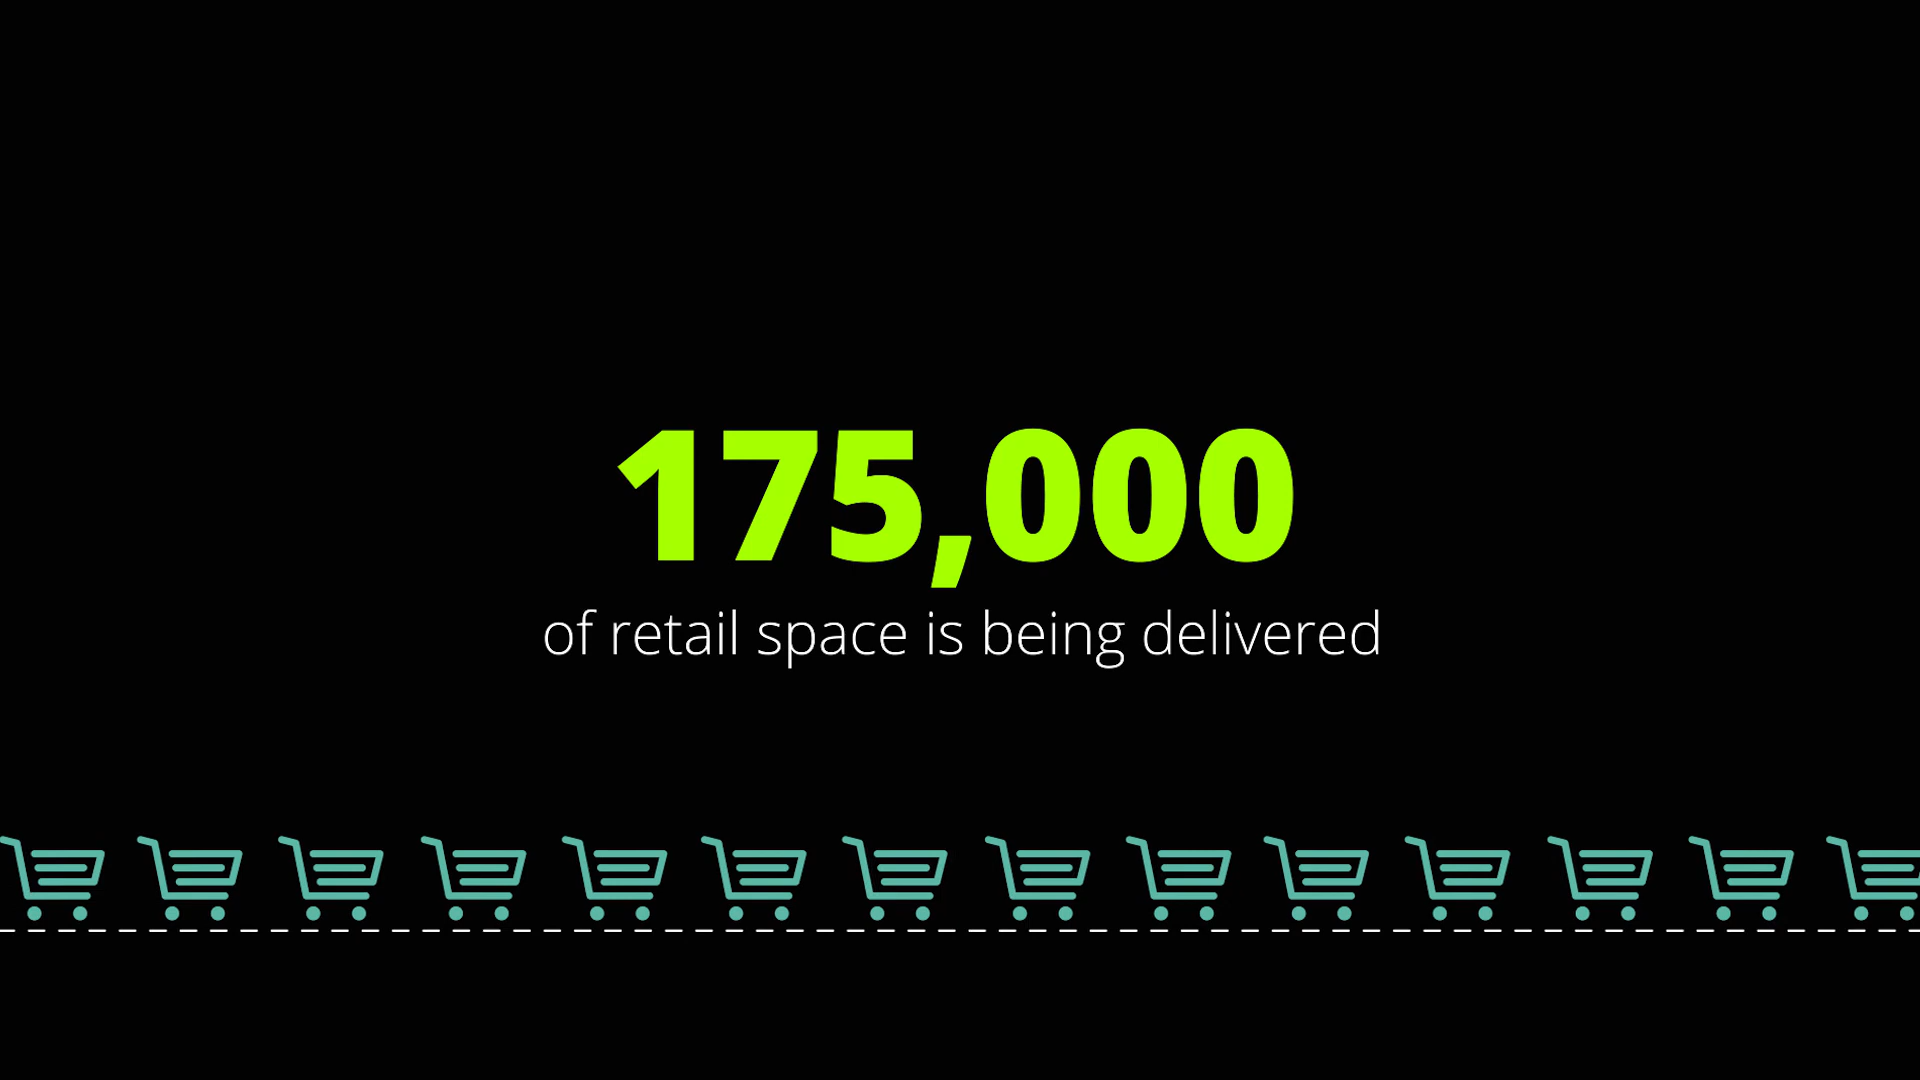 175,000
of retail space is being delivered